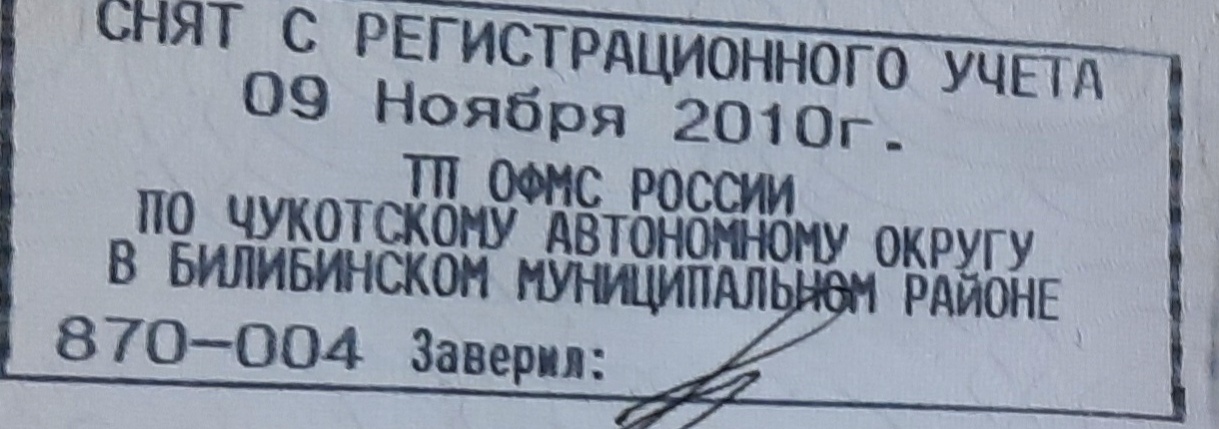 СНЯТ С РЕГИСТРАЦИОННОГО УЧЕТА
09 Ноября 2010г.
ТП ОФМС РОССИИ
ПО ЧУКОТСКОМУ АВТОНОМНОМУ ОКРУГУ
В БИЛИБИНСКОМ МУНИЦИПАЛЬНОМ РАЙОНЕ
870-004 Заверил: